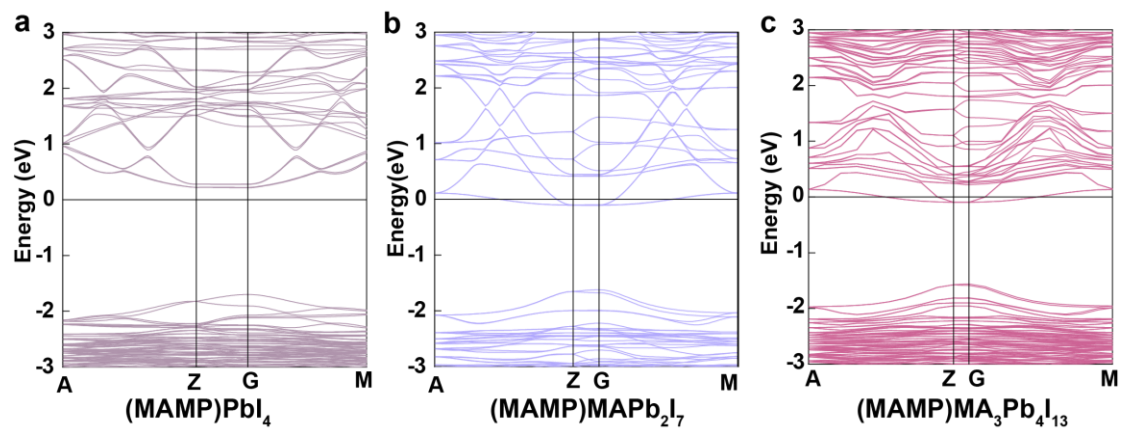 a
Energy (eV)
3
2
1
0
-1
-2
-3
A Z G M
(MAMP)PbI₄
b
Energy(eV)
3
2
1
0
-1
-2
-3
A Z G M
(MAMP)MAPb₂I₇
c
Energy (eV)
3
2
1
0
-1
-2
-3
A Z G M
(MAMP)MA₃Pb₄I₁₃